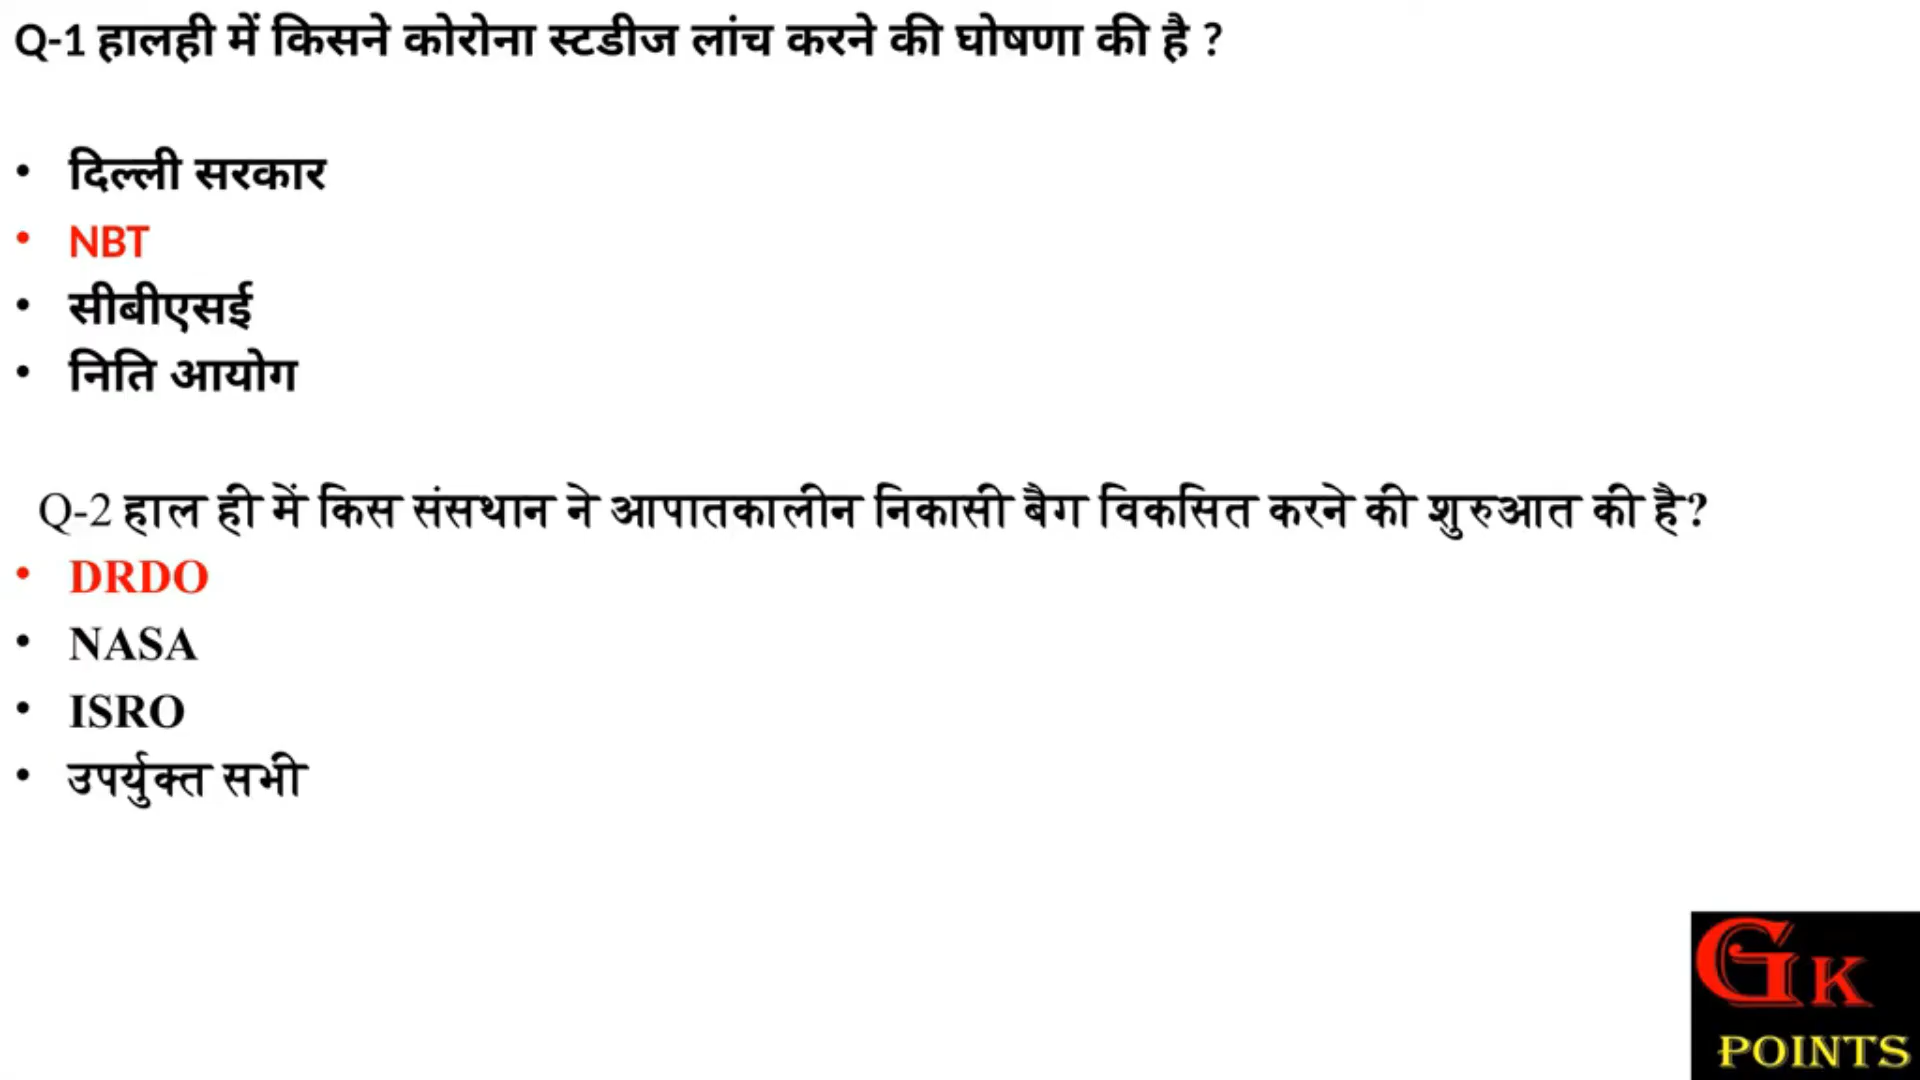 Q-1 हालही में किसने कोरोना स्टडीज लांच करने की घोषणा की है ?
• दिल्ली सरकार
• NBT
• सीबीएसई
• निति आयोग
Q-2 हाल ही में किस संसथान ने आपातकालीन निकासी बैग विकसित करने की शुरुआत की है?
• DRDO
• NASA
• ISRO
• उपर्युक्त सभी
GK
POINTS